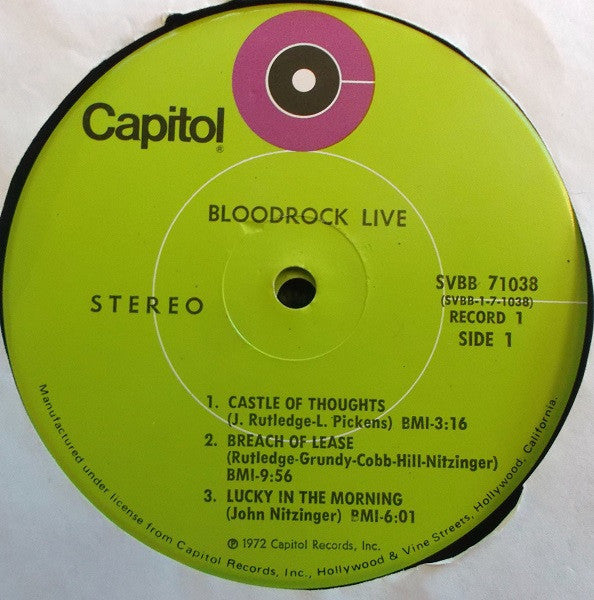 Capitol®
BLOODROCK LIVE
STEREO
SVBB 71038
(SVBB-1-7-1038)
RECORD 1
SIDE 1
1. CASTLE OF THOUGHTS
(J. Rutledge-L. Pickens) BMI-3:16
2. BREACH OF LEASE
(Rutledge-Grundy-Cobb-Hill-Nitzinger)
BMI-9:56
3. LUCKY IN THE MORNING
(John Nitzinger) BMI-6:01
℗ 1972 Capitol Records, Inc.
Manufactured under license from Capitol Records, Inc., Hollywood & Vine Streets, Hollywood, California.